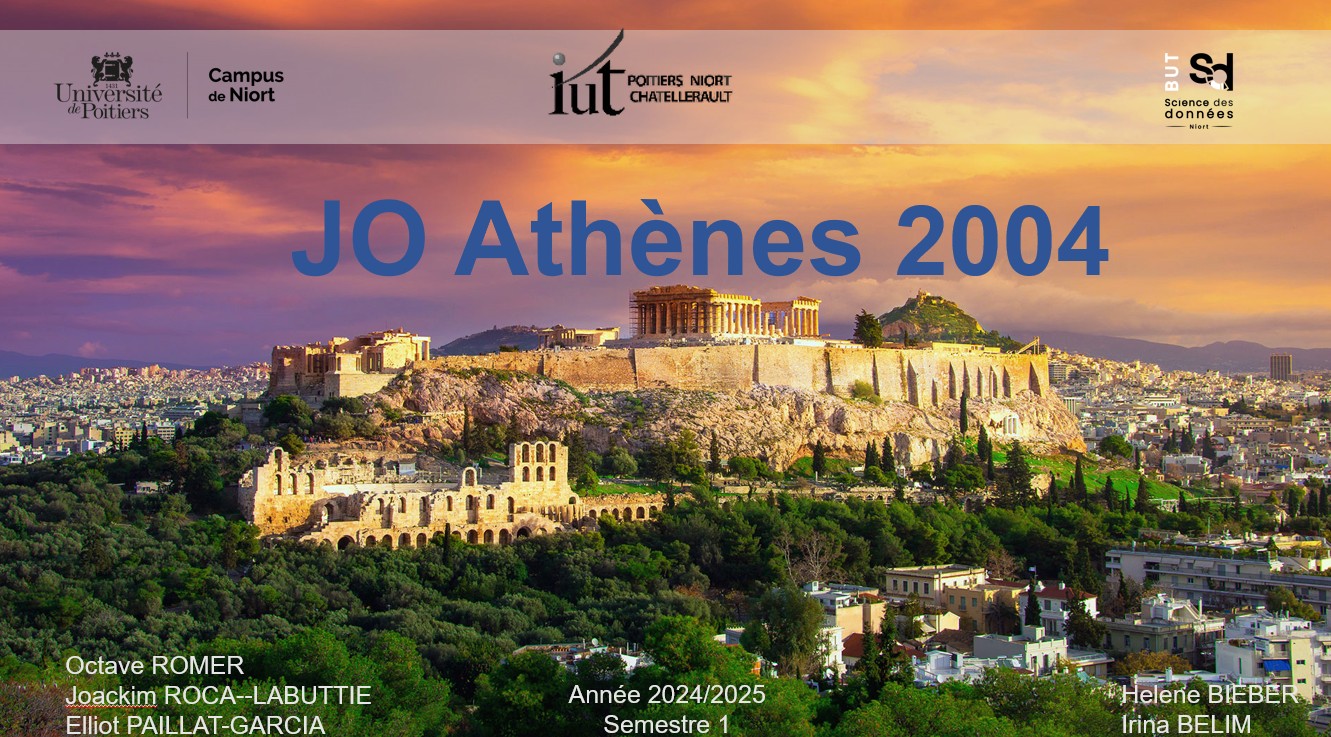 1431
Université
de Poitiers
Campus
de Niort
iut
POITIERS NIORT
CHATELLERAULT
BUT
Sd
Science des
données
Niort
JO Athènes 2004
Octave ROMER
Joackim ROCA--LABUTTIE
Elliot PAILLAT-GARCIA
Année 2024/2025
Semestre 1
Helene BIEBER
Irina BELIM